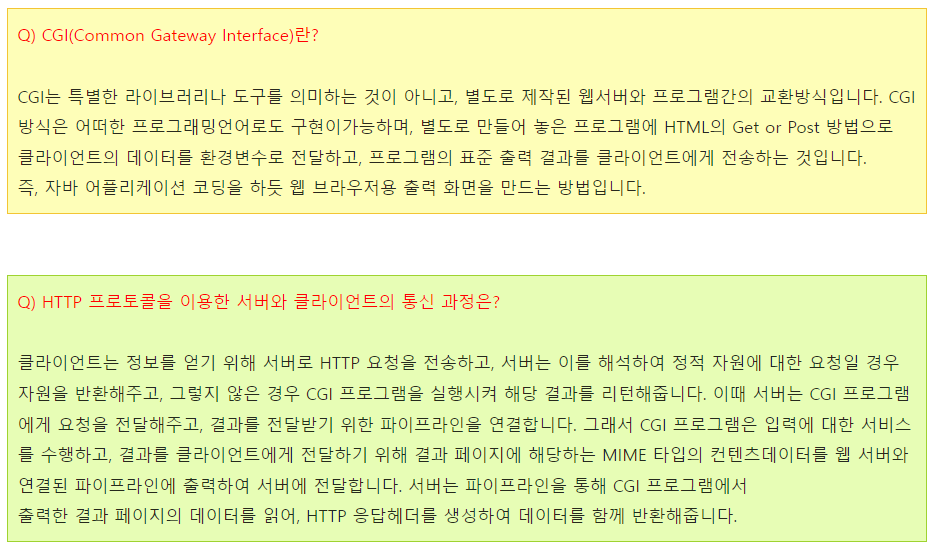 Q) CGI(Common Gateway Interface)란?
CGI는 특별한 라이브러리나 도구를 의미하는 것이 아니고, 별도로 제작된 웹서버와 프로그램간의 교환방식입니다. CGI
방식은 어떠한 프로그래밍언어로도 구현이가능하며, 별도로 만들어 놓은 프로그램에 HTML의 Get or Post 방법으로
클라이언트의 데이터를 환경변수로 전달하고, 프로그램의 표준 출력 결과를 클라이언트에게 전송하는 것입니다.
즉, 자바 어플리케이션 코딩을 하듯 웹 브라우저용 출력 화면을 만드는 방법입니다.
Q) HTTP 프로토콜을 이용한 서버와 클라이언트의 통신 과정은?
클라이언트는 정보를 얻기 위해 서버로 HTTP 요청을 전송하고, 서버는 이를 해석하여 정적 자원에 대한 요청일 경우
자원을 반환해주고, 그렇지 않은 경우 CGI 프로그램을 실행시켜 해당 결과를 리턴해줍니다. 이때 서버는 CGI 프로그램
에게 요청을 전달해주고, 결과를 전달받기 위한 파이프라인을 연결합니다. 그래서 CGI 프로그램은 입력에 대한 서비스
를 수행하고, 결과를 클라이언트에게 전달하기 위해 결과 페이지에 해당하는 MIME 타입의 컨텐츠데이터를 웹 서버와
연결된 파이프라인에 출력하여 서버에 전달합니다. 서버는 파이프라인을 통해 CGI 프로그램에서
출력한 결과 페이지의 데이터를 읽어, HTTP 응답헤더를 생성하여 데이터를 함께 반환해줍니다.